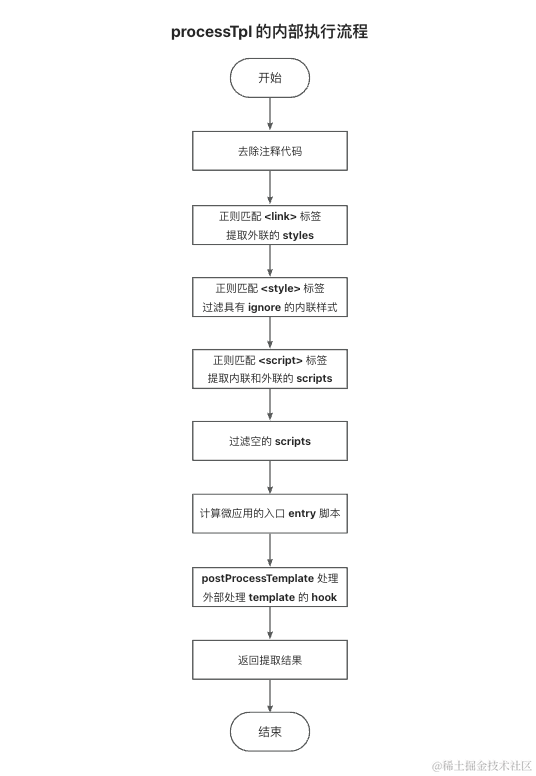 processTpl 的内部执行流程
开始
去除注释代码
正则匹配 <link> 标签
提取外联的 styles
正则匹配 <style> 标签
过滤具有 ignore 的内联样式
正则匹配 <script> 标签
提取内联和外联的 scripts
过滤空的 scripts
计算微应用的入口 entry 脚本
postProcessTemplate 处理
外部处理 template 的 hook
返回提取结果
结束
@稀土掘金技术社区